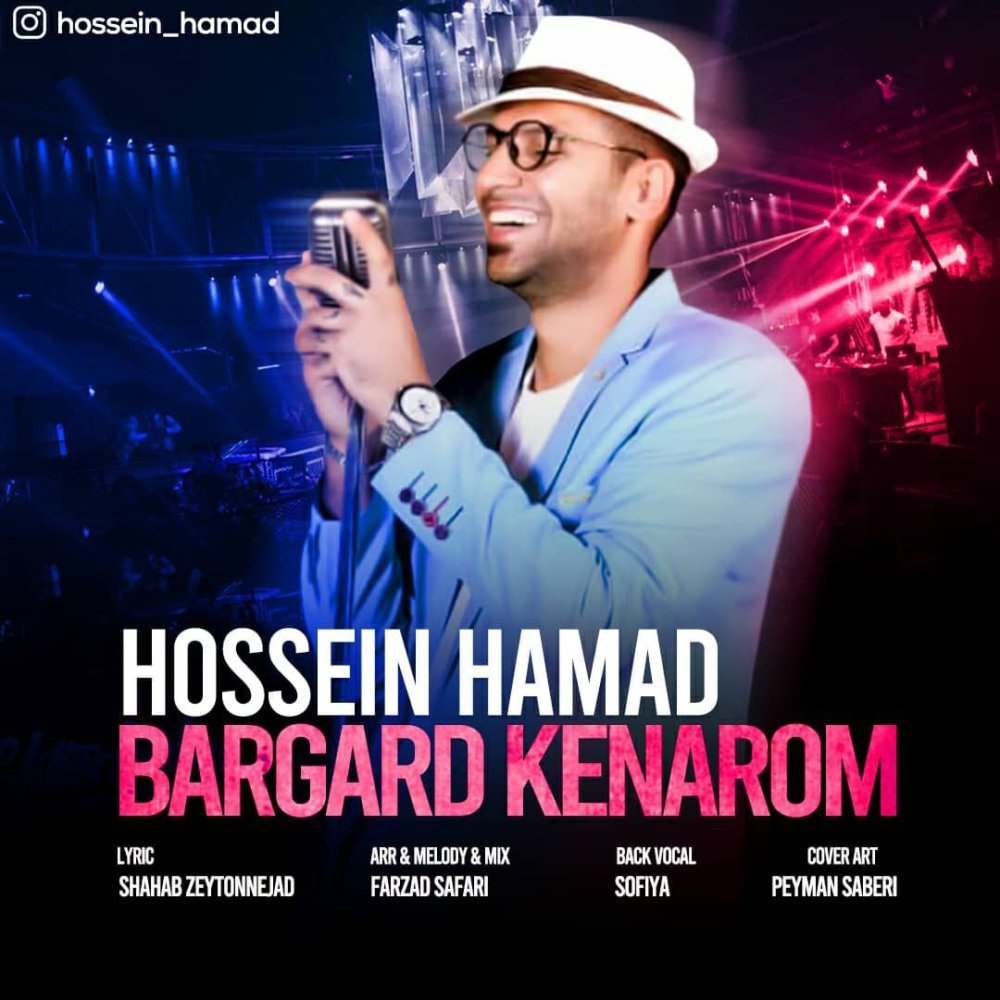 hossein_hamad
HOSSEIN HAMAD
BARGARD KENAROM
LYRIC
SHAHAB ZEYTONNEJAD
ARR & MELODY & MIX
FARZAD SAFARI
BACK VOCAL
SOFIYA
COVER ART
PEYMAN SABERI